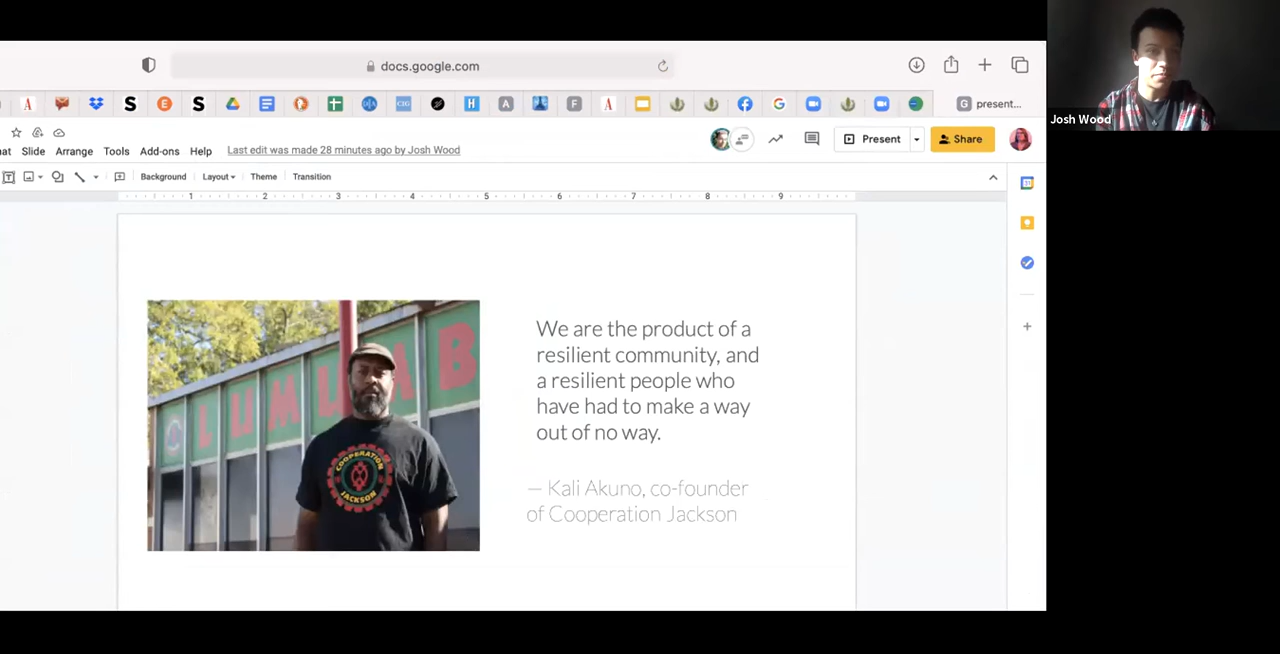 docs.google.com
present...
Slide Arrange Tools Add-ons Help Last edit was made 28 minutes ago by Josh Wood
Present
Share
Background Layout Theme Transition
1 2 3 4 5 6 7 8 9
We are the product of a
resilient community, and
a resilient people who
have had to make a way
out of no way.
— Kali Akuno, co-founder
of Cooperation Jackson
LUMUMBA
COOPERATION
JACKSON
Josh Wood